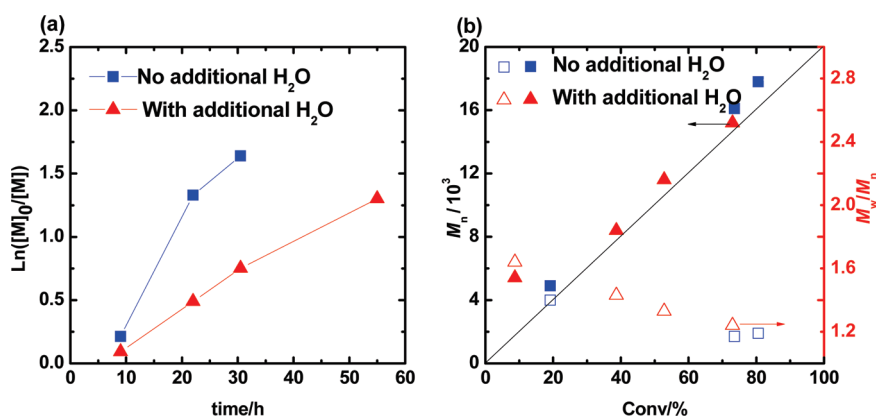 (a)
2.5
2.0
1.5
1.0
0.5
0.0
Ln([M]0/[M])
No additional H2O
With additional H2O
0 10 20 30 40 50 60
time/h
(b)
20
16
12
8
4
0
Mn / 10^3
No additional H2O
With additional H2O
2.8
2.4
2.0
1.6
1.2
Mw/Mn
0 20 40 60 80 100
Conv/%